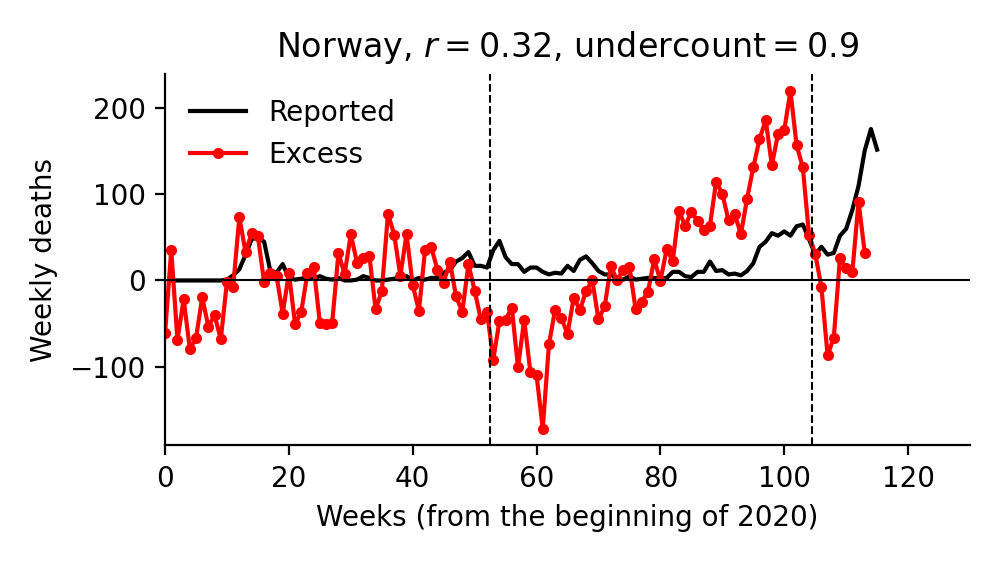 Norway, r = 0.32, undercount = 0.9
Weekly deaths
200
100
0
−100
Reported
Excess
0 20 40 60 80 100 120
Weeks (from the beginning of 2020)